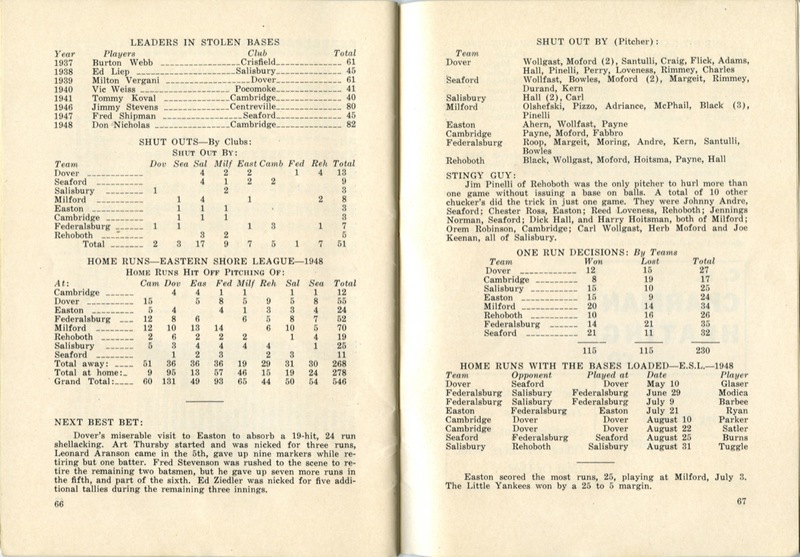 LEADERS IN STOLEN BASES
Year Players Club Total
1937 Burton Webb Crisfield 61
1938 Ed Liep Salisbury 45
1939 Milton Vergani Dover 61
1940 Vic Weiss Pocomoke 41
1941 Tommy Koval Cambridge 40
1946 Jimmy Stevens Centreville 80
1947 Fred Shipman Seaford 45
1948 Don Nicholas Cambridge 82
SHUT OUTS—By Clubs:
SHUT OUT BY:
Team Dov Sea Sal Milf East Camb Fed Reh Total
Dover 4 2 2 1 4 13
Seaford 4 1 2 2 9
Salisbury 1 2 3
Milford 1 4 1 2 8
Easton 1 1 1 3
Cambridge 1 1 1 3
Federalsburg 1 1 1 3 1 7
Rehoboth 3 2 5
Total 2 3 17 9 7 5 1 7 51
HOME RUNS—EASTERN SHORE LEAGUE—1948
HOME RUNS HIT OFF PITCHING OF:
At: Cam Dov Eas Fed Milf Reh Sal Sea Total
Cambridge 4 4 1 1 1 1 12
Dover 15 5 8 5 9 5 8 55
Easton 5 4 4 1 3 3 4 24
Federalsburg 12 8 6 6 5 8 7 52
Milford 12 10 13 14 6 10 5 70
Rehoboth 2 6 2 2 2 1 4 19
Salisbury 5 3 4 4 4 4 1 25
Seaford 1 2 3 2 3 11
Total away: 51 36 36 36 19 29 31 30 268
Total at home: 9 95 13 57 46 15 19 24 278
Grand Total: 60 131 49 93 65 44 50 54 546
NEXT BEST BET:
Dover's miserable visit to Easton to absorb a 19-hit, 24 run
shellacking. Art Thursby started and was nicked for three runs,
Leonard Aranson came in the 5th, gave up nine markers while re-
tiring but one batter. Fred Stevenson was rushed to the scene to re-
tire the remaining two batsmen, but he gave up seven more runs in
the fifth, and part of the sixth. Ed Ziedler was nicked for five addi-
tional tallies during the remaining three innings.
66
SHUT OUT BY (Pitcher):
Team
Dover Wollgast, Moford (2), Santulli, Craig, Flick, Adams,
Hall, Pinelli, Perry, Loveness, Rimmey, Charles
Seaford Wollfast, Bowles, Moford (2), Margeit, Rimmey,
Durand, Kern
Salisbury Hall (2), Carl
Milford Olshefski, Pizzo, Adriance, McPhail, Black (3),
Pinelli
Easton Ahern, Wollfast, Payne
Cambridge Payne, Moford, Fabbro
Federalsburg Roop, Margeit, Moring, Andre, Kern, Santulli,
Bowles
Rehoboth Black, Wollgast, Moford, Hoitsma, Payne, Hall
STINGY GUY:
Jim Pinelli of Rehoboth was the only pitcher to hurl more than
one game without issuing a base on balls. A total of 10 other
chucker's did the trick in just one game. They were Johnny Andre,
Seaford; Chester Ross, Easton; Reed Loveness, Rehoboth; Jennings
Norman, Seaford; Dick Hall, and Harry Hoitsman, both of Milford;
Orem Robinson, Cambridge; Carl Wollgast, Herb Moford and Joe
Keenan, all of Salisbury.
ONE RUN DECISIONS: By Teams
Team Won Lost Total
Dover 12 15 27
Cambridge 8 19 17
Salisbury 15 10 25
Easton 15 9 24
Milford 20 14 34
Rehoboth 10 16 26
Federalsburg 14 21 35
Seaford 21 11 32
115 115 230
HOME RUNS WITH THE BASES LOADED—E.S.L.—1948
Team Opponent Played at Date Player
Dover Seaford Dover May 10 Glaser
Federalsburg Salisbury Federalsburg June 29 Modica
Federalsburg Salisbury Federalsburg July 9 Barbee
Easton Federalsburg Easton July 21 Ryan
Cambridge Dover Dover August 10 Parker
Cambridge Dover Dover August 22 Satler
Seaford Federalsburg Seaford August 25 Burns
Salisbury Rehoboth Salisbury August 31 Tuggle
Easton scored the most runs, 25, playing at Milford, July 3.
The Little Yankees won by a 25 to 5 margin.
67